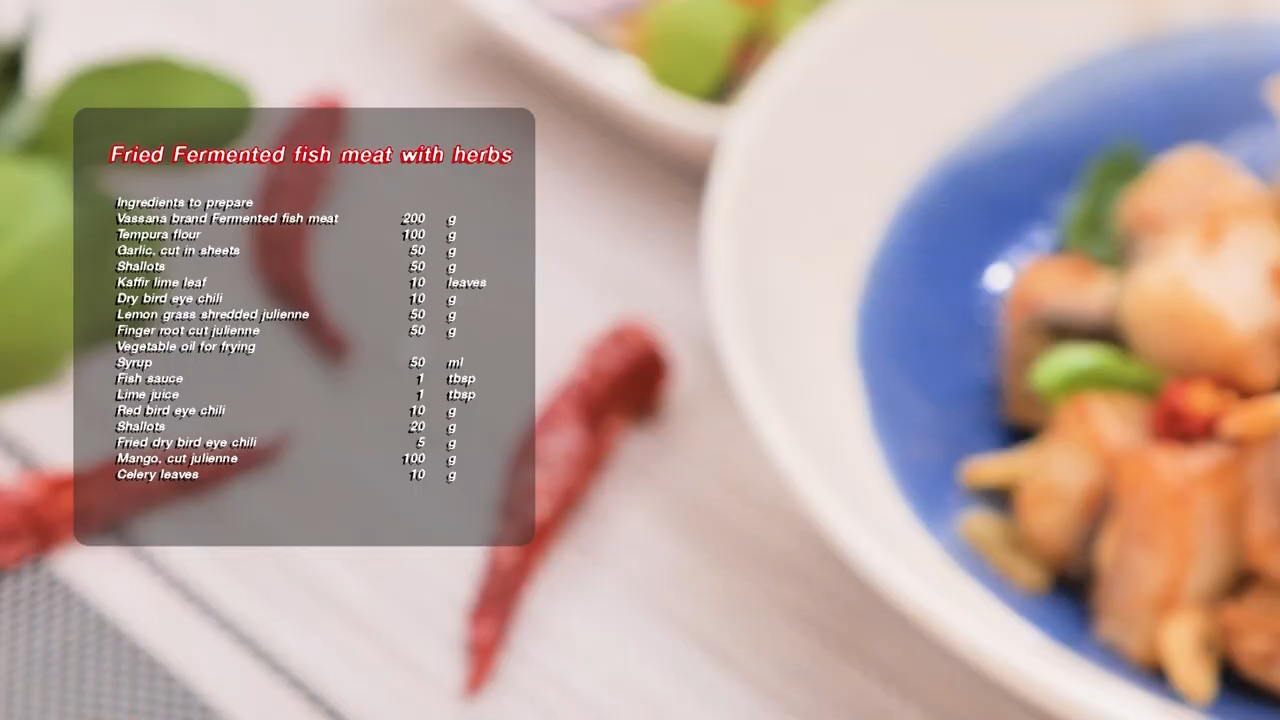 Fried Fermented fish meat with herbs
Ingredients to prepare
Vassana brand Fermented fish meat 200 g
Tempura flour 100 g
Garlic, cut in sheets 50 g
Shallots 50 g
Kaffir lime leaf 10 leaves
Dry bird eye chili 10 g
Lemon grass shredded julienne 50 g
Finger root cut julienne 50 g
Vegetable oil for frying
Syrup 50 ml
Fish sauce 1 tbsp
Lime juice 1 tbsp
Red bird eye chili 10 g
Shallots 20 g
Fried dry bird eye chili 5 g
Mango, cut julienne 100 g
Celery leaves 10 g